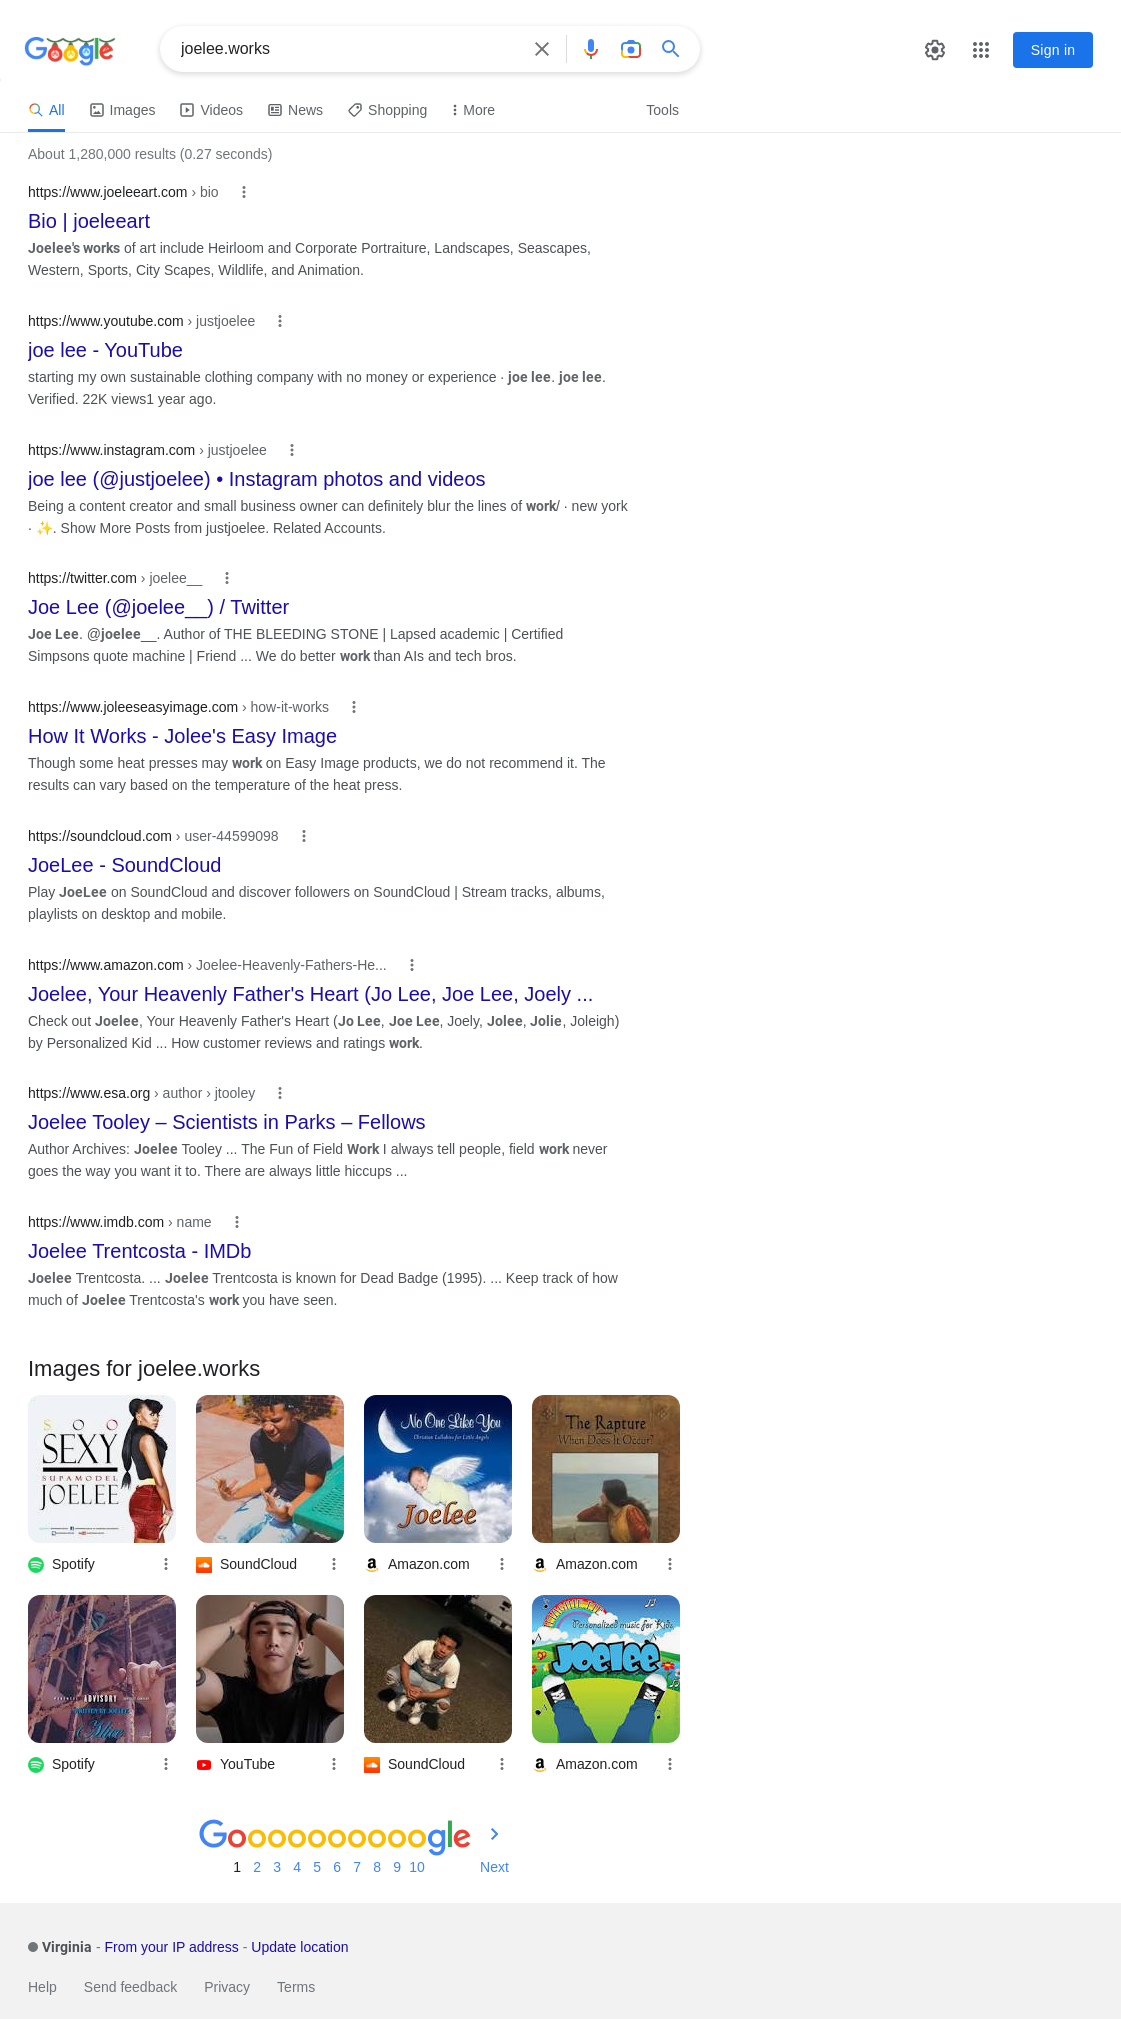 Google
joelee.works
Sign in
All
Images
Videos
News
Shopping
More
Tools
About 1,280,000 results (0.27 seconds)
https://www.joeleeart.com › bio
Bio | joeleeart
Joelee's works of art include Heirloom and Corporate Portraiture, Landscapes, Seascapes,
Western, Sports, City Scapes, Wildlife, and Animation.
https://www.youtube.com › justjoelee
joe lee - YouTube
starting my own sustainable clothing company with no money or experience · joe lee. joe lee.
Verified. 22K views1 year ago.
https://www.instagram.com › justjoelee
joe lee (@justjoelee) • Instagram photos and videos
Being a content creator and small business owner can definitely blur the lines of work/ · new york
· ✨. Show More Posts from justjoelee. Related Accounts.
https://twitter.com › joelee__
Joe Lee (@joelee__) / Twitter
Joe Lee. @joelee__. Author of THE BLEEDING STONE | Lapsed academic | Certified
Simpsons quote machine | Friend ... We do better work than AIs and tech bros.
https://www.joleeseasyimage.com › how-it-works
How It Works - Jolee's Easy Image
Though some heat presses may work on Easy Image products, we do not recommend it. The
results can vary based on the temperature of the heat press.
https://soundcloud.com › user-44599098
JoeLee - SoundCloud
Play JoeLee on SoundCloud and discover followers on SoundCloud | Stream tracks, albums,
playlists on desktop and mobile.
https://www.amazon.com › Joelee-Heavenly-Fathers-He...
Joelee, Your Heavenly Father's Heart (Jo Lee, Joe Lee, Joely ...
Check out Joelee, Your Heavenly Father's Heart (Jo Lee, Joe Lee, Joely, Jolee, Jolie, Joleigh)
by Personalized Kid ... How customer reviews and ratings work.
https://www.esa.org › author › jtooley
Joelee Tooley – Scientists in Parks – Fellows
Author Archives: Joelee Tooley ... The Fun of Field Work I always tell people, field work never
goes the way you want it to. There are always little hiccups ...
https://www.imdb.com › name
Joelee Trentcosta - IMDb
Joelee Trentcosta. ... Joelee Trentcosta is known for Dead Badge (1995). ... Keep track of how
much of Joelee Trentcosta's work you have seen.
Images for joelee.works
SOO
SEXY
SUPAMODEL
JOELEE
No One Like You
Christian Lullabies for Little Angels
Joelee
The Rapture
When Does It Occur?
Spotify
SoundCloud
Amazon.com
Amazon.com
ADVISORY
WRITTEN BY JOELEE
Personalized music for Kids
JOELEE
Spotify
YouTube
SoundCloud
Amazon.com
Goooooooooogle
1 2 3 4 5 6 7 8 9 10 Next
Virginia - From your IP address - Update location
Help
Send feedback
Privacy
Terms